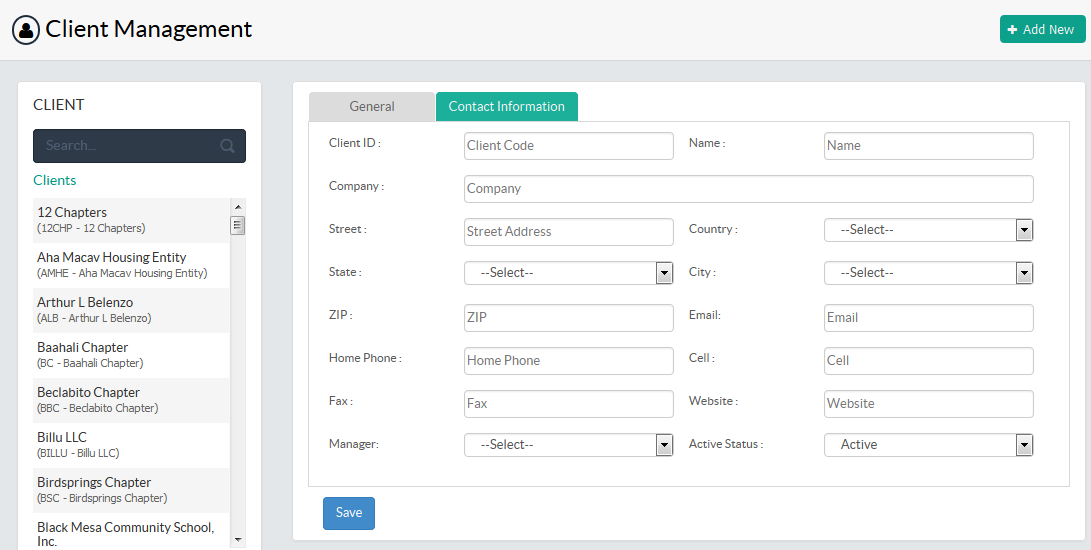 Client Management
Add New
CLIENT
Search...
Clients
12 Chapters
(12CHP - 12 Chapters)
Aha Macav Housing Entity
(AMHE - Aha Macav Housing Entity)
Arthur L Belenzo
(ALB - Arthur L Belenzo)
Baahali Chapter
(BC - Baahali Chapter)
Beclabito Chapter
(BBC - Beclabito Chapter)
Billu LLC
(BILLU - Billu LLC)
Birdsprings Chapter
(BSC - Birdsprings Chapter)
Black Mesa Community School,
Inc.
General
Contact Information
Client ID :
Client Code
Name :
Name
Company :
Company
Street :
Street Address
Country :
--Select--
State :
--Select--
City :
--Select--
ZIP :
ZIP
Email:
Email
Home Phone :
Home Phone
Cell :
Cell
Fax :
Fax
Website :
Website
Manager:
--Select--
Active Status :
Active
Save